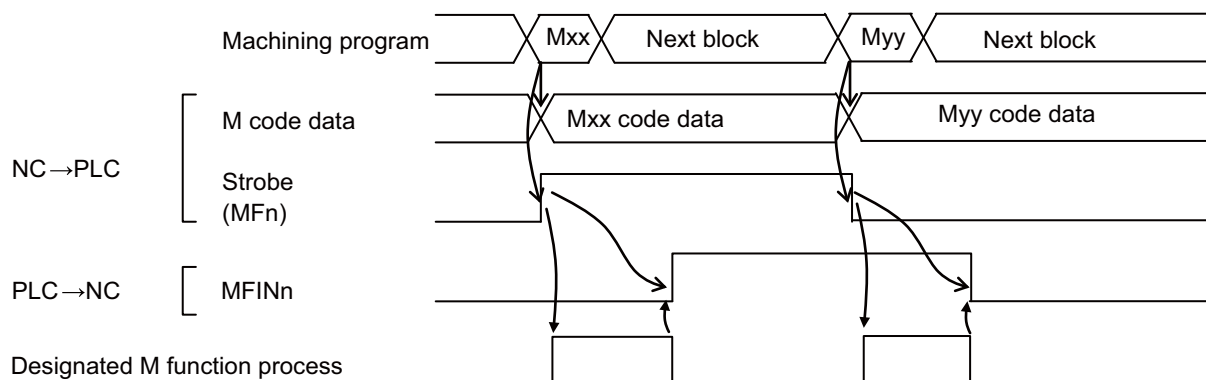 Machining program Mxx Next block Myy Next block
M code data Mxx code data Myy code data
NC→PLC
Strobe
(MFn)
PLC→NC MFINn
Designated M function process